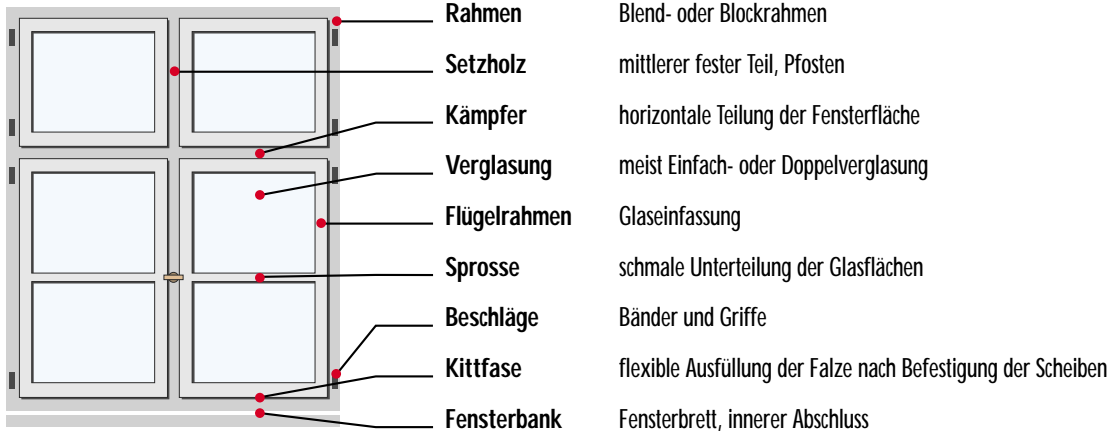 Rahmen Blend- oder Blockrahmen
Setzholz mittlerer fester Teil, Pfosten
Kämpfer horizontale Teilung der Fensterfläche
Verglasung meist Einfach- oder Doppelverglasung
Flügelrahmen Glaseinfassung
Sprosse schmale Unterteilung der Glasflächen
Beschläge Bänder und Griffe
Kittfase flexible Ausfüllung der Falze nach Befestigung der Scheiben
Fensterbank Fensterbrett, innerer Abschluss